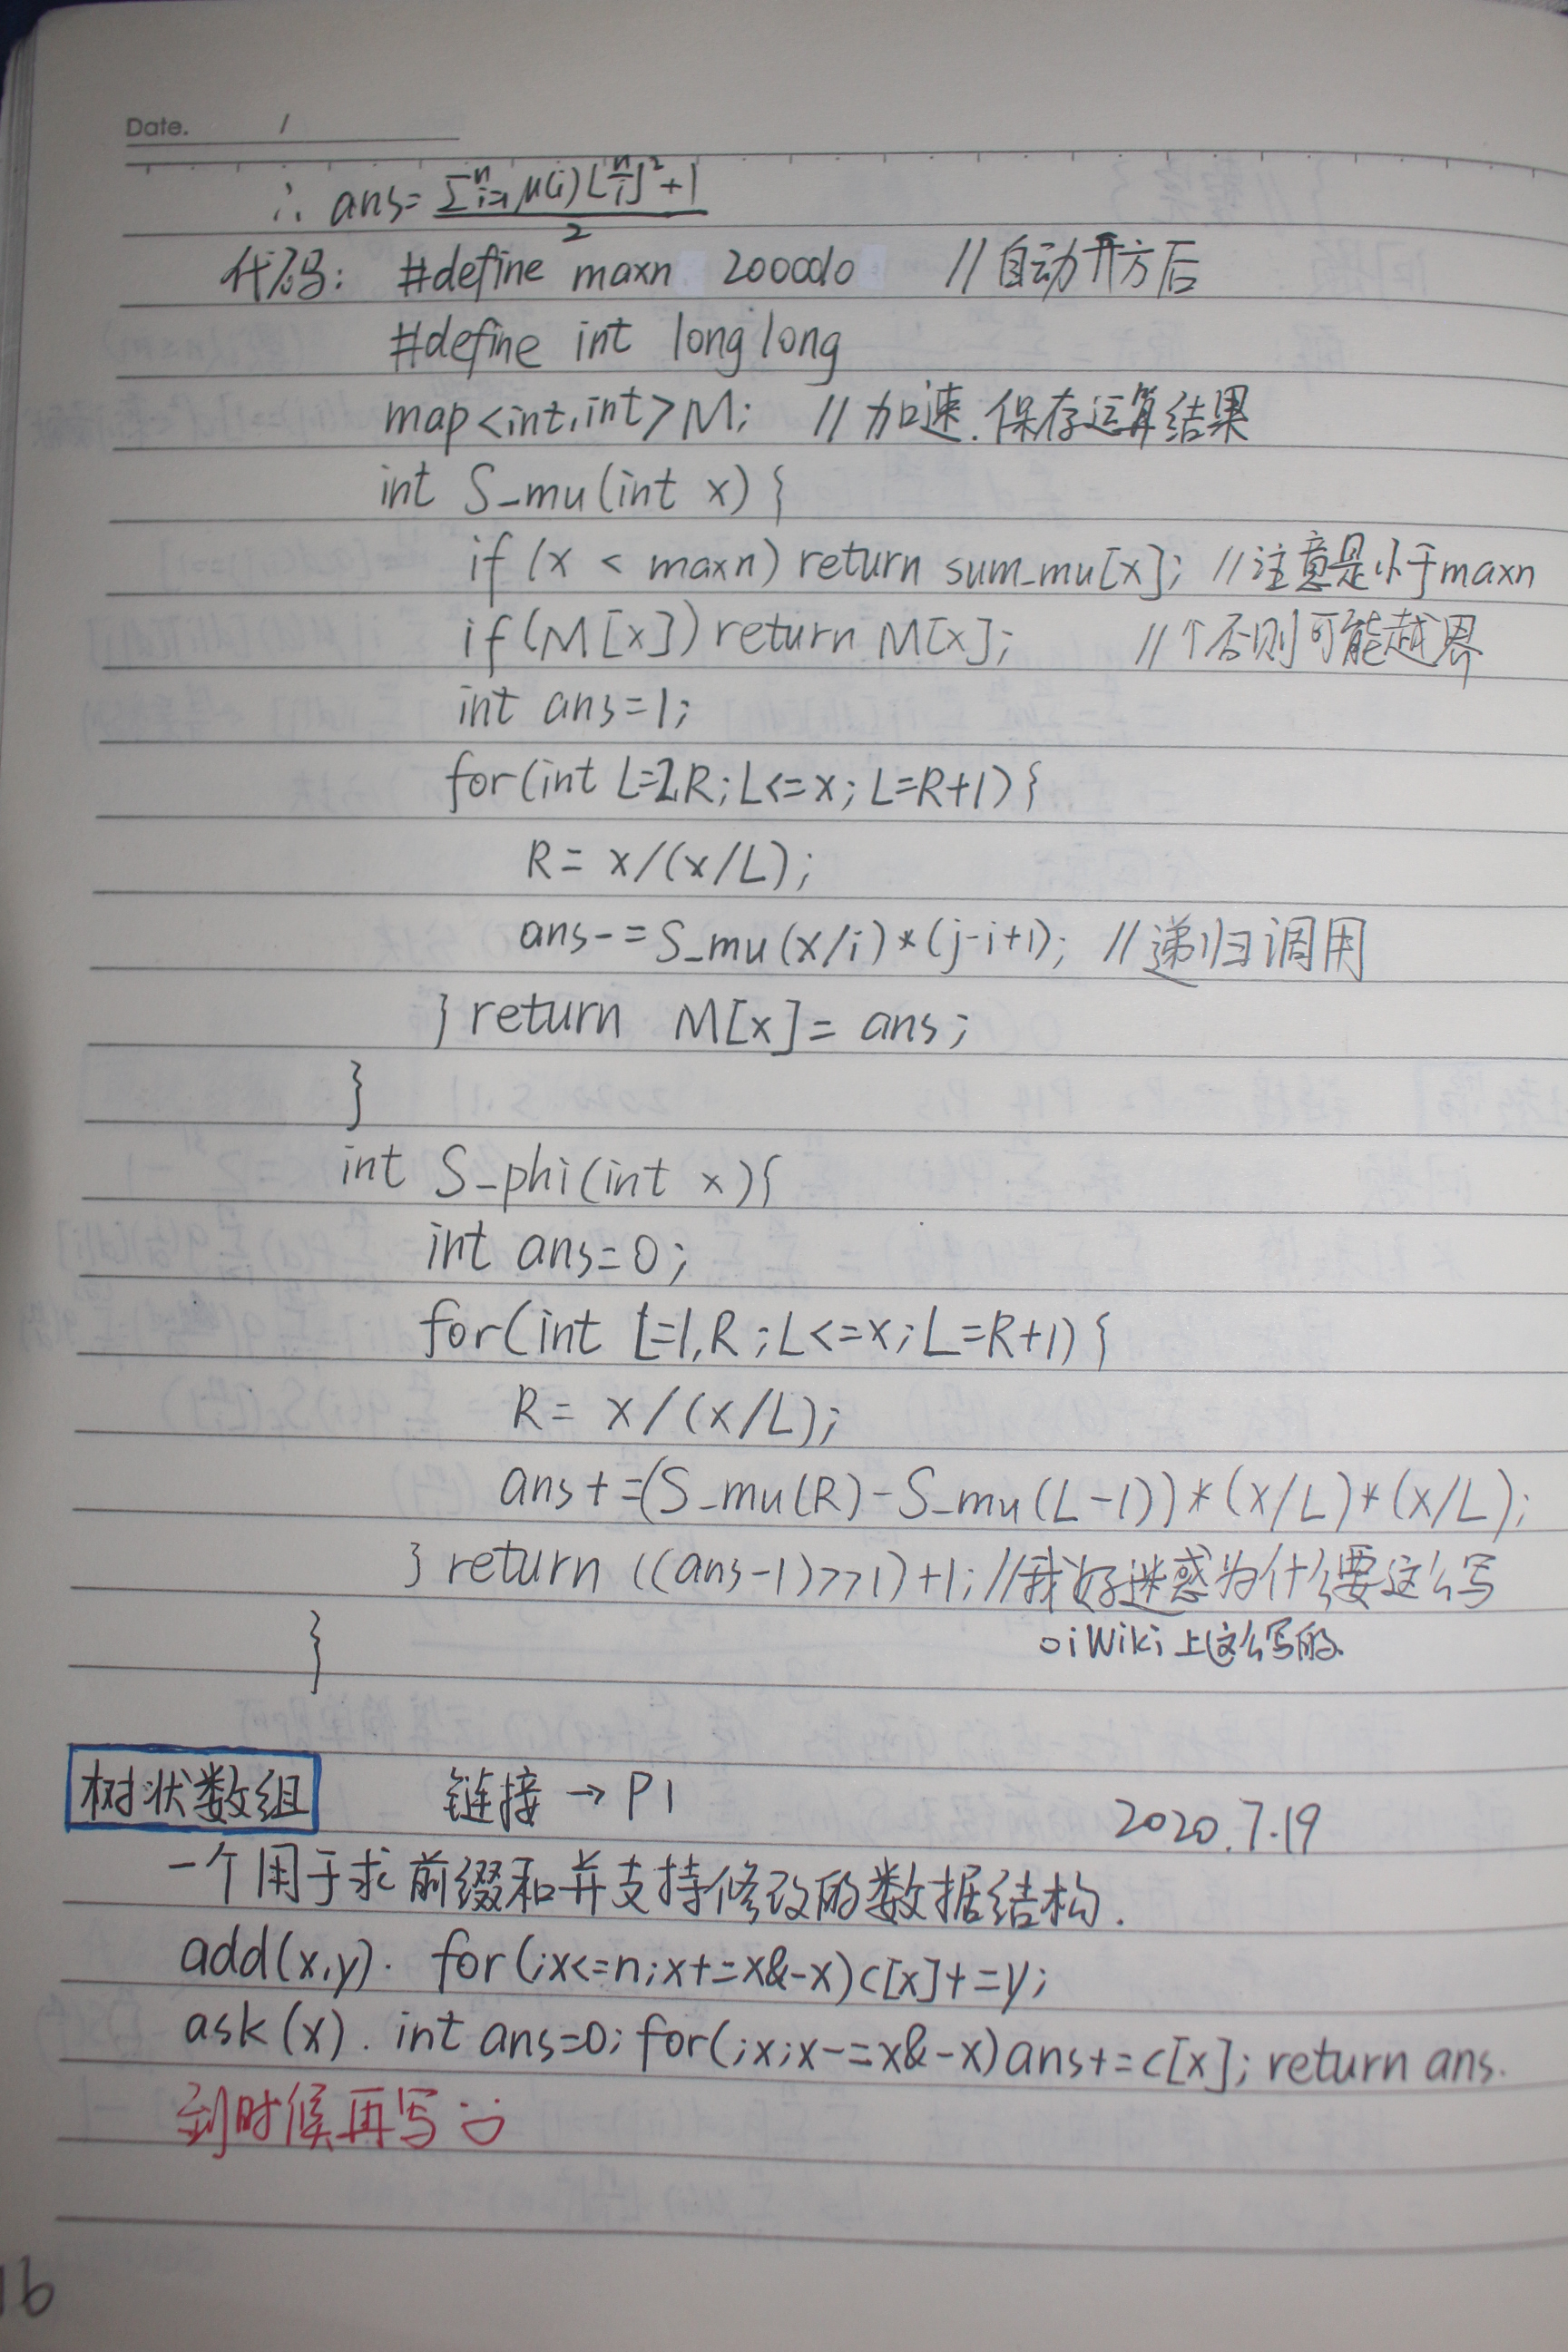 Date. /
∴ ans= (∑_{i=1}^{n} μ(i)⌊n/i⌋²+1)/2
代码: #define maxn 2000010 //自动开方后
#define int long long
map<int,int>M; //加速.保存运算结果
int S_mu(int x){
if(x < maxn) return sum_mu[x]; //注意是小于maxn
if(M[x]) return M[x]; //↑否则可能越界
int ans=1;
for(int L=2,R;L<=x;L=R+1){
R= x/(x/L);
ans-=S_mu(x/i)*(j-i+1); //递归调用
} return M[x]= ans;
}
int S_phi(int x){
int ans=0;
for(int L=1,R;L<=x;L=R+1){
R= x/(x/L);
ans+=(S_mu(R)-S_mu(L-1))*(x/L)*(x/L);
} return ((ans-1)>>1)+1;//我好迷惑为什么要这么写
oiWiki上这么写的
}
树状数组 链接→P1 2020.7.19
一个用于求前缀和并支持修改的数据结构.
add(x,y). for(;x<=n;x+=x&-x)c[x]+=y;
ask(x). int ans=0;for(;x;x-=x&-x)ans+=c[x];return ans.
到时候再写
16